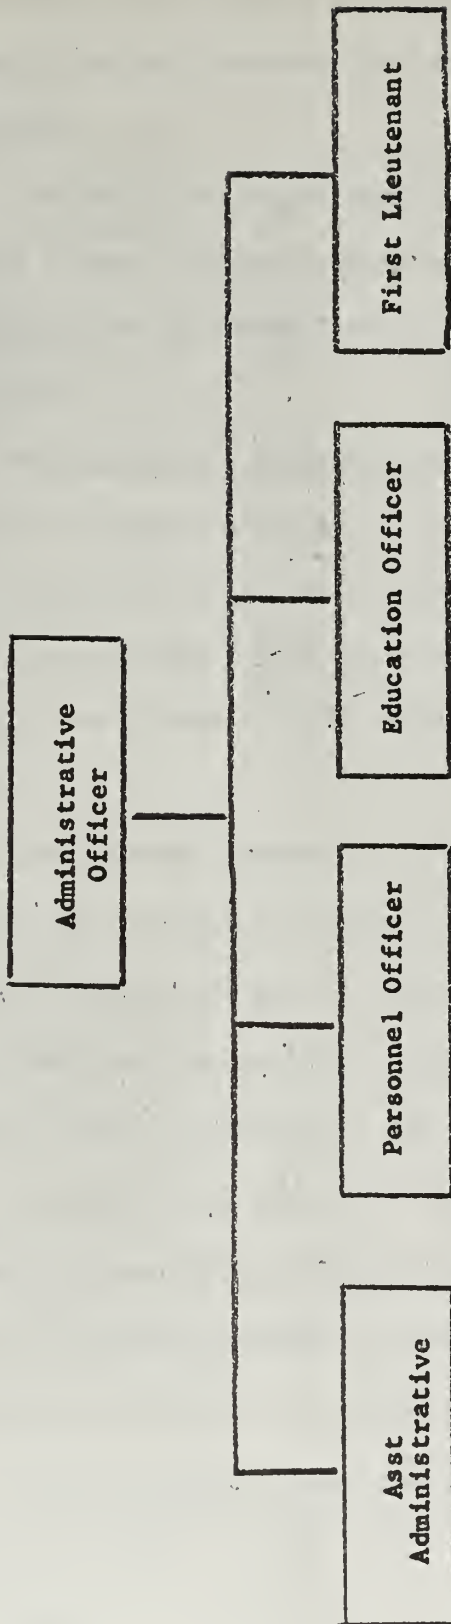 Administrative
Officer
Asst
Administrative
Personnel Officer
Education Officer
First Lieutenant